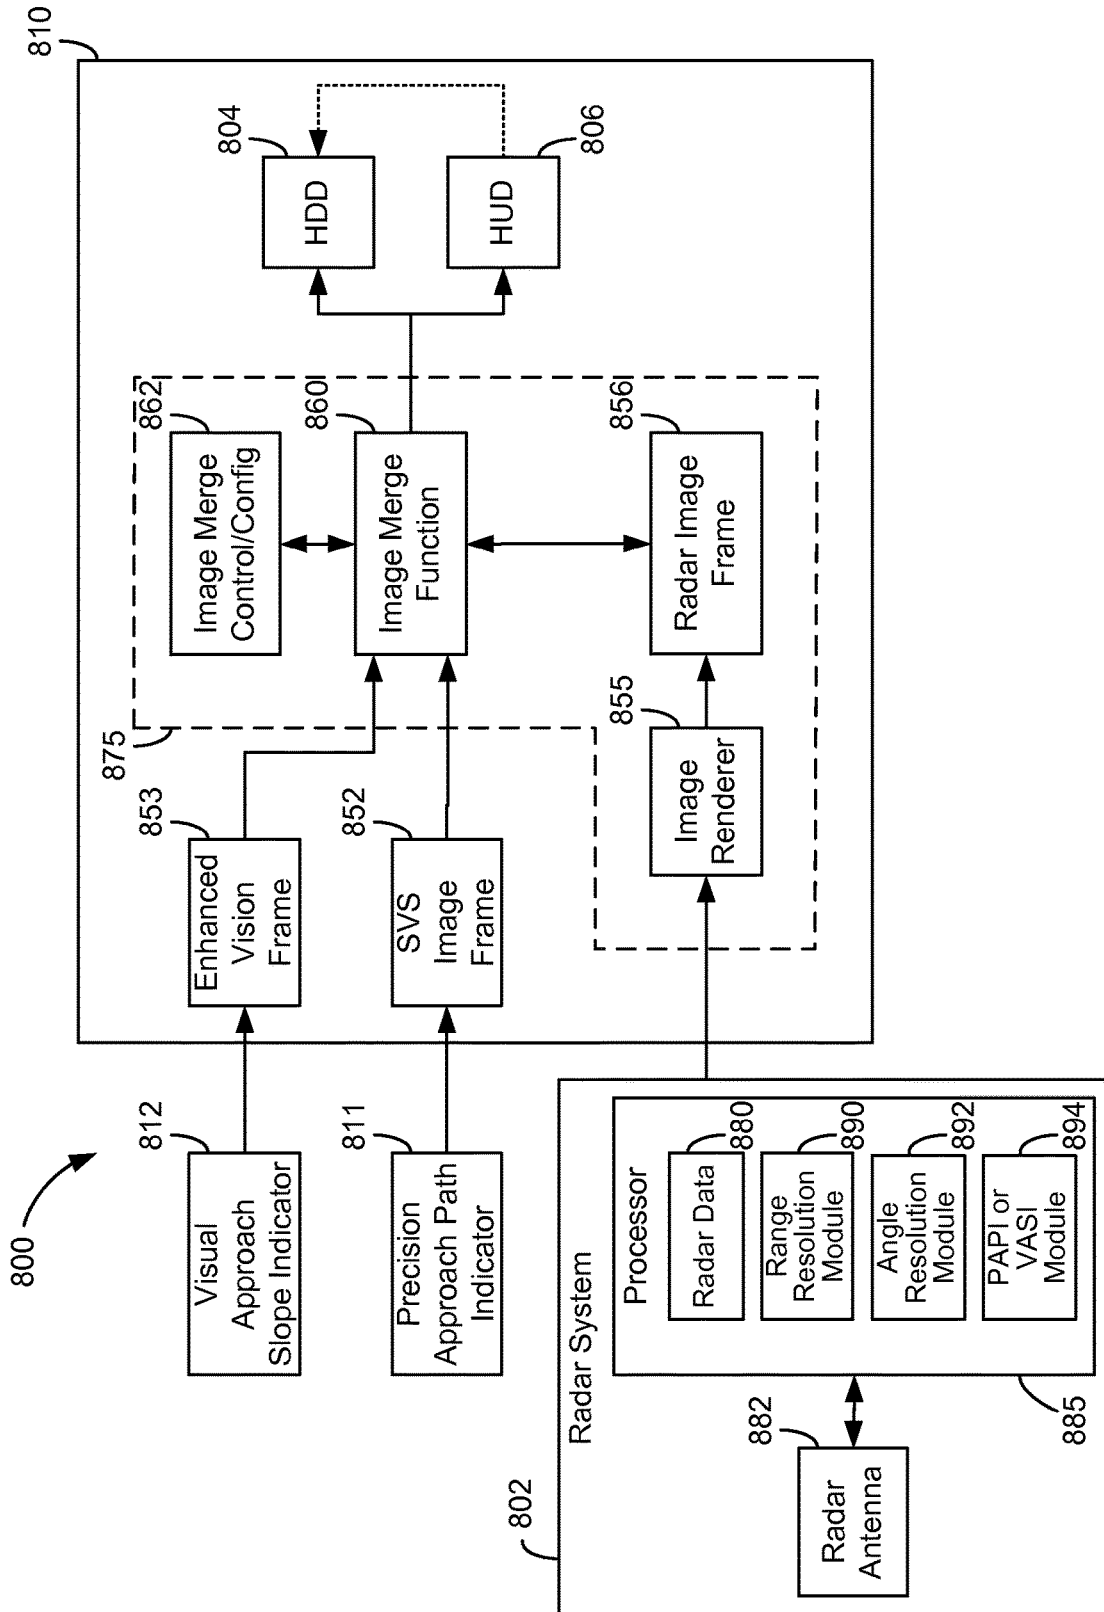 800
812
Visual
Approach
Slope Indicator
811
Precision
Approach Path
Indicator
853
Enhanced
Vision
Frame
852
SVS
Image
Frame
875
862
Image Merge
Control/Config
860
Image Merge
Function
855
Image
Renderer
856
Radar Image
Frame
804
HDD
806
HUD
810
802
Radar System
882
Radar
Antenna
Processor
885
880
Radar Data
890
Range
Resolution
Module
892
Angle
Resolution
Module
894
PAPI or
VASI
Module